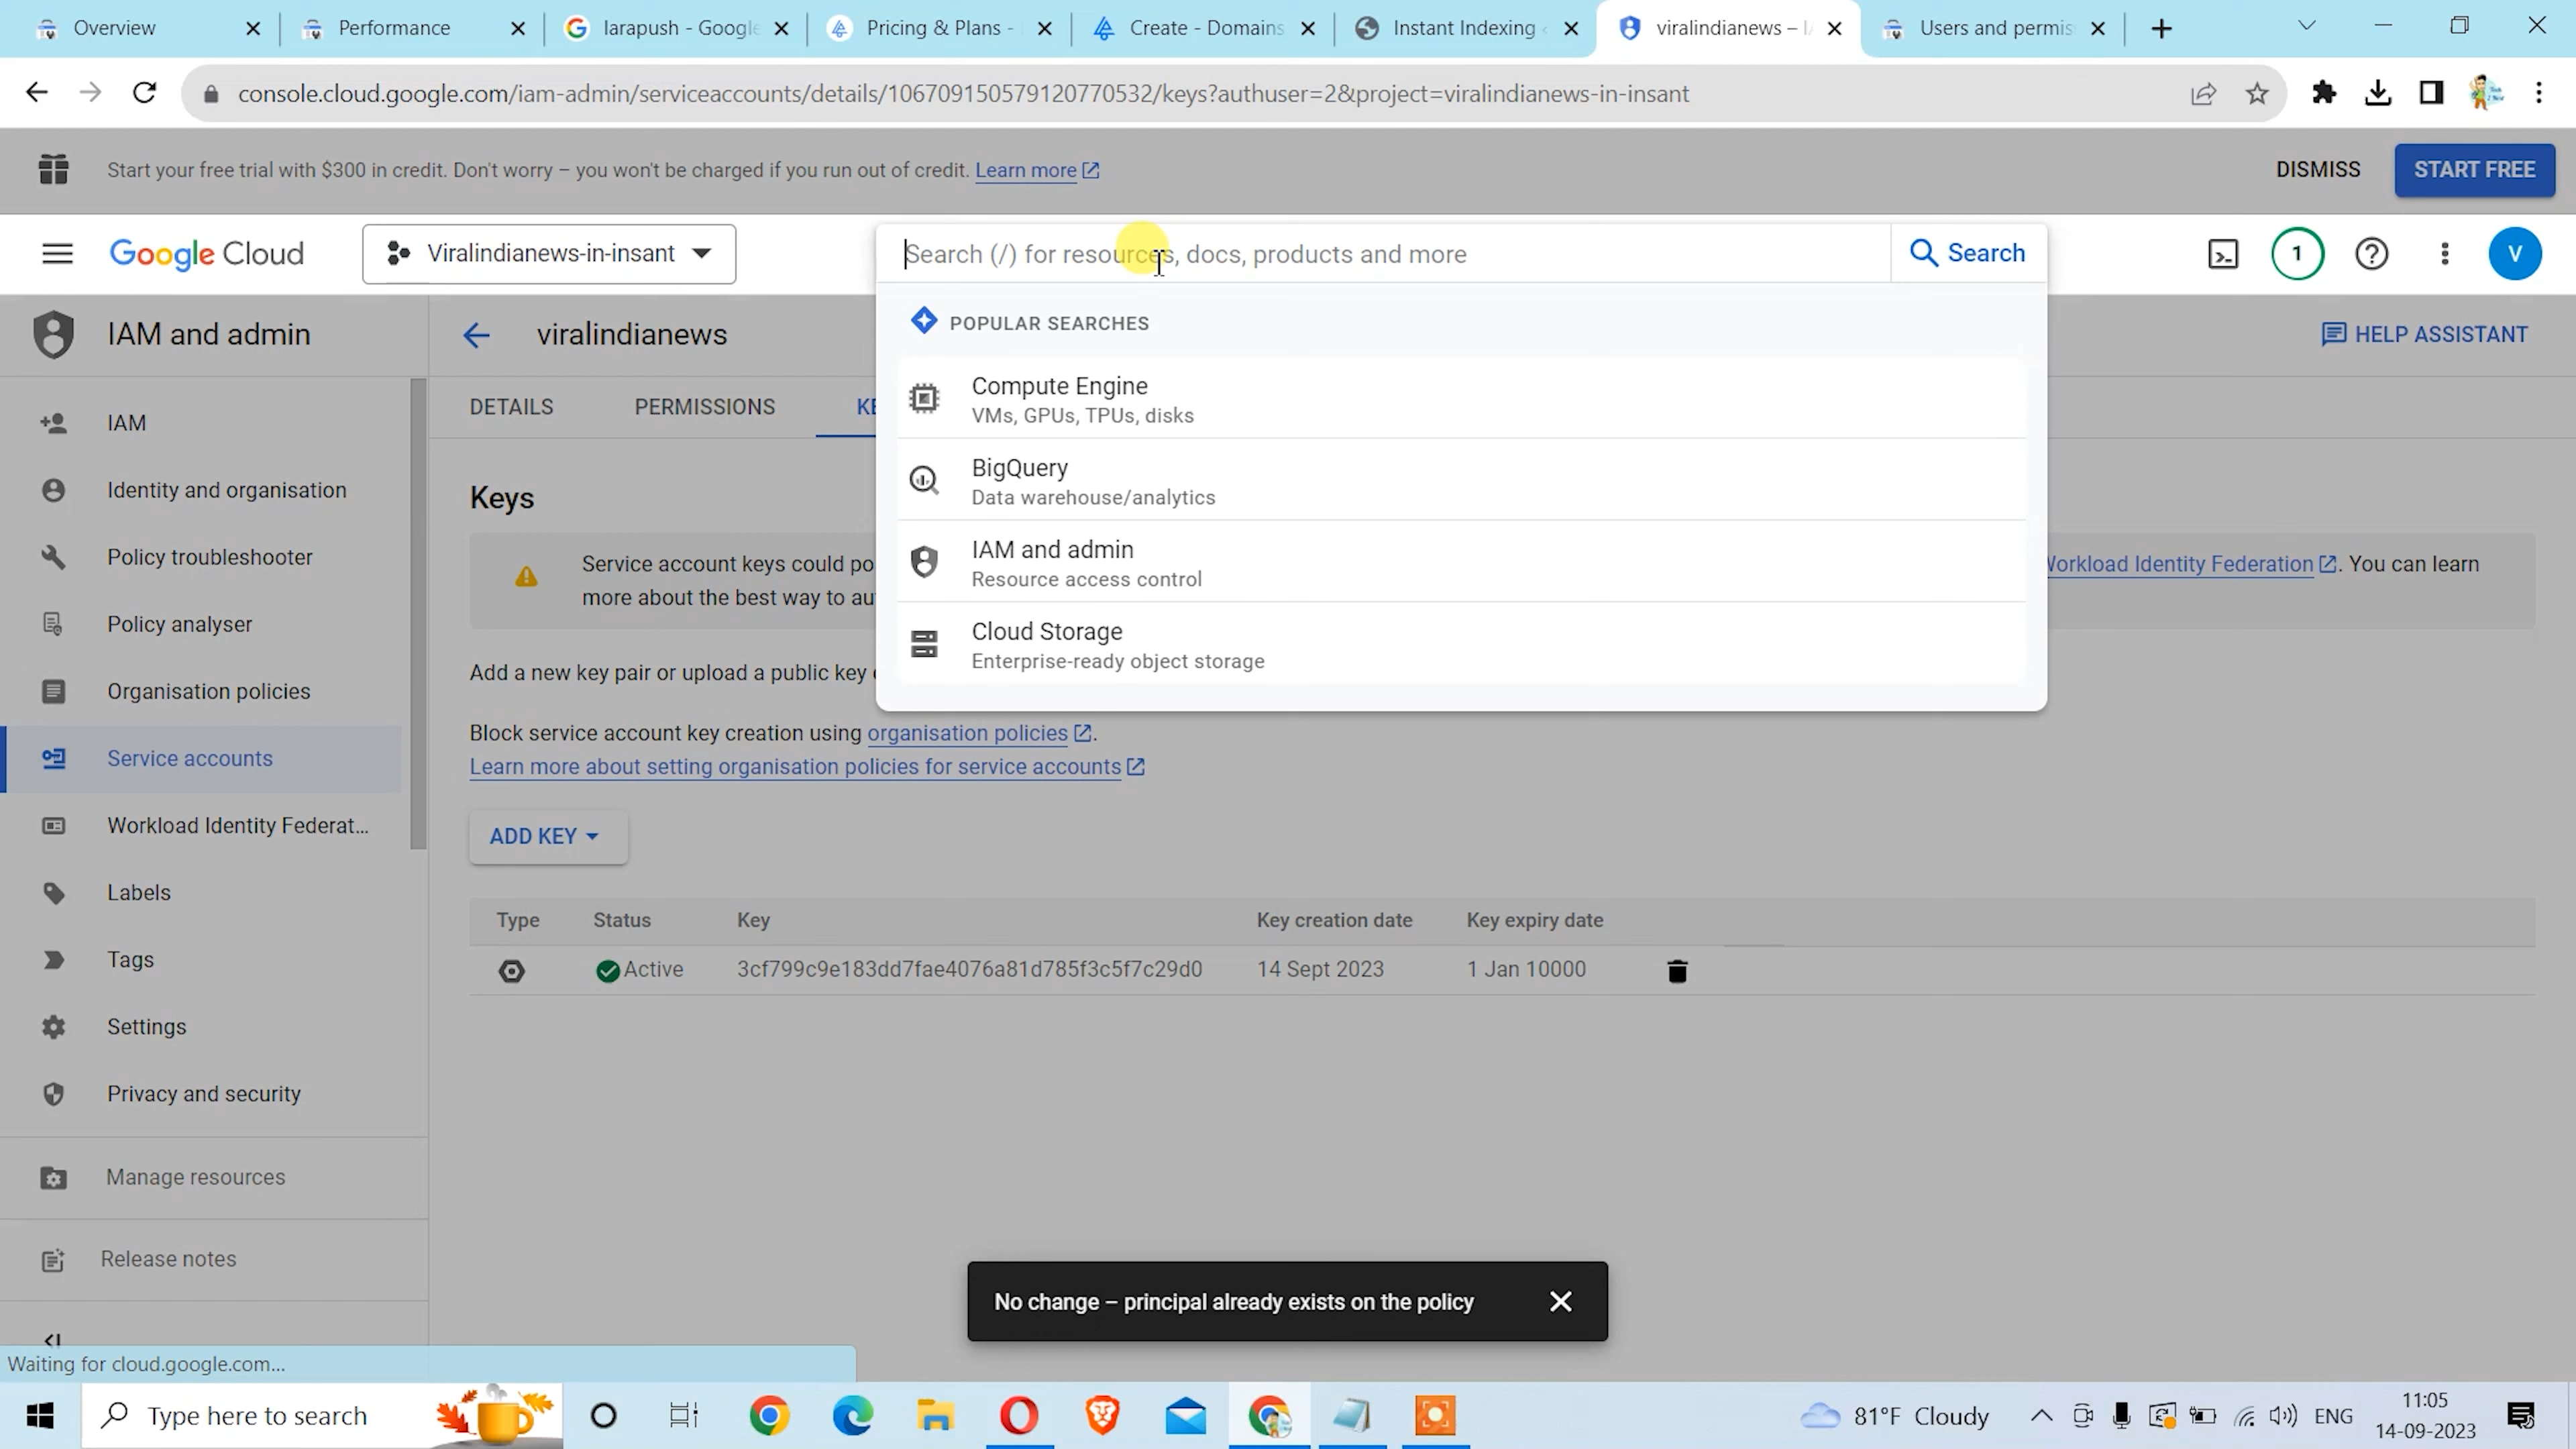 Overview
Performance
larapush - Google
Pricing & Plans -
Create - Domains
Instant Indexing
viralindianews –
Users and permis
console.cloud.google.com/iam-admin/serviceaccounts/details/106709150579120770532/keys?authuser=2&project=viralindianews-in-insant
Start your free trial with $300 in credit. Don't worry – you won't be charged if you run out of credit. Learn more
DISMISS
START FREE
Google Cloud
Viralindianews-in-insant
Search (/) for resources, docs, products and more
Search
1
V
IAM and admin
viralindianews
HELP ASSISTANT
POPULAR SEARCHES
Compute Engine
VMs, GPUs, TPUs, disks
BigQuery
Data warehouse/analytics
IAM and admin
Resource access control
Cloud Storage
Enterprise-ready object storage
IAM
Identity and organisation
Policy troubleshooter
Policy analyser
Organisation policies
Service accounts
Workload Identity Federat...
Labels
Tags
Settings
Privacy and security
Manage resources
Release notes
DETAILS
PERMISSIONS
KE
Keys
Service account keys could po
Workload Identity Federation. You can learn
more about the best way to au
Add a new key pair or upload a public key
Block service account key creation using organisation policies.
Learn more about setting organisation policies for service accounts
ADD KEY
Type Status Key Key creation date Key expiry date
Active 3cf799c9e183dd7fae4076a81d785f3c5f7c29d0 14 Sept 2023 1 Jan 10000
No change – principal already exists on the policy
Waiting for cloud.google.com...
Type here to search
81°F Cloudy
ENG
11:05
14-09-2023